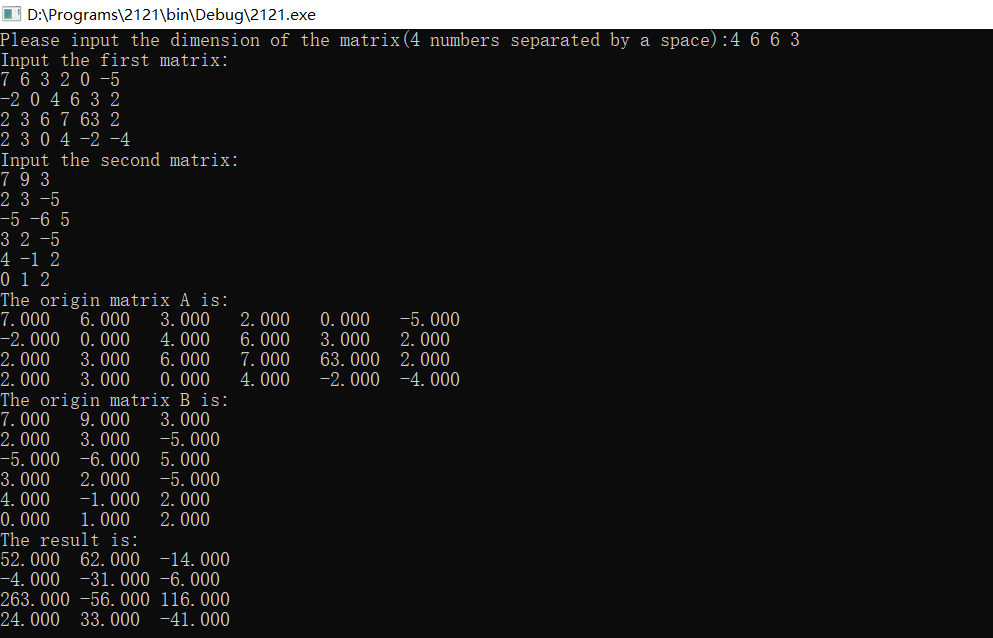 D:\Programs\2121\bin\Debug\2121.exe
Please input the dimension of the matrix(4 numbers separated by a space):4 6 6 3
Input the first matrix:
7 6 3 2 0 -5
-2 0 4 6 3 2
2 3 6 7 63 2
2 3 0 4 -2 -4
Input the second matrix:
7 9 3
2 3 -5
-5 -6 5
3 2 -5
4 -1 2
0 1 2
The origin matrix A is:
7.000   6.000   3.000   2.000   0.000   -5.000
-2.000  0.000   4.000   6.000   3.000   2.000
2.000   3.000   6.000   7.000   63.000  2.000
2.000   3.000   0.000   4.000   -2.000  -4.000
The origin matrix B is:
7.000   9.000   3.000
2.000   3.000   -5.000
-5.000  -6.000  5.000
3.000   2.000   -5.000
4.000   -1.000  2.000
0.000   1.000   2.000
The result is:
52.000  62.000  -14.000
-4.000  -31.000 -6.000
263.000 -56.000 116.000
24.000  33.000  -41.000